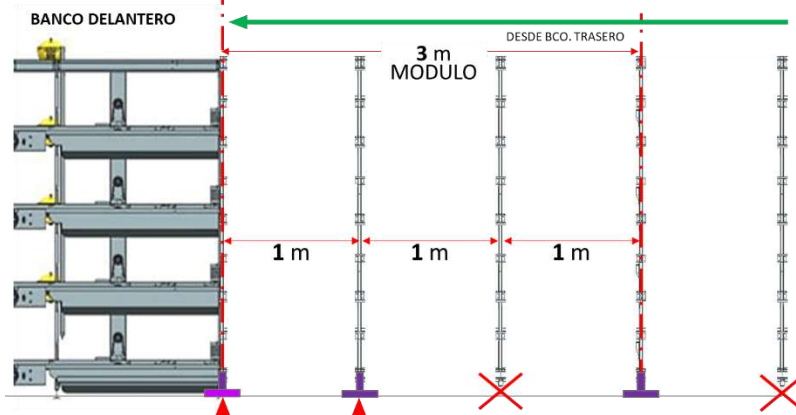 BANCO DELANTERO
DESDE BCO. TRASERO
3 m
MODULO
1 m
1 m
1 m